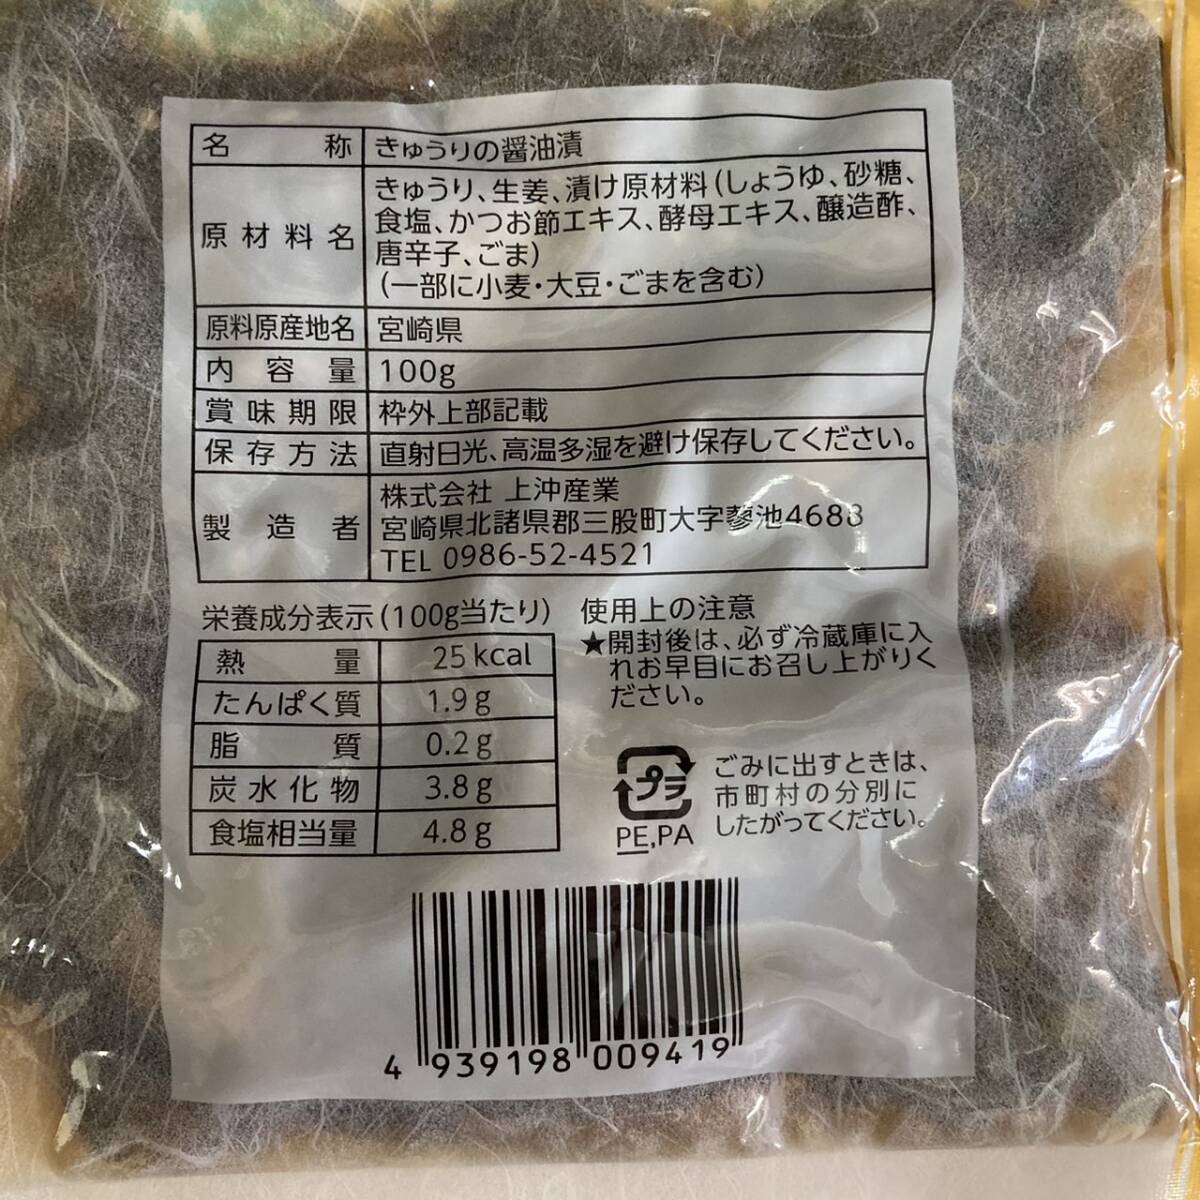 名称 きゅうりの醤油漬
原材料名 きゅうり、生姜、漬け原材料(しょうゆ、砂糖、
食塩、かつお節エキス、酵母エキス、醸造酢、
唐辛子、ごま)
(一部に小麦・大豆・ごまを含む)
原料原産地名 宮崎県
内容量 100g
賞味期限 枠外上部記載
保存方法 直射日光、高温多湿を避け保存してください。
製造者 株式会社 上沖産業
宮崎県北諸県郡三股町大字蓼池4688
TEL 0986-52-4521
栄養成分表示(100g当たり)
熱量 25kcal
たんぱく質 1.9g
脂質 0.2g
炭水化物 3.8g
食塩相当量 4.8g
使用上の注意
★開封後は、必ず冷蔵庫に入
れお早目にお召し上がりく
ださい。
プラ
PE,PA
ごみに出すときは、
市町村の分別に
したがってください。
4 939198 009419